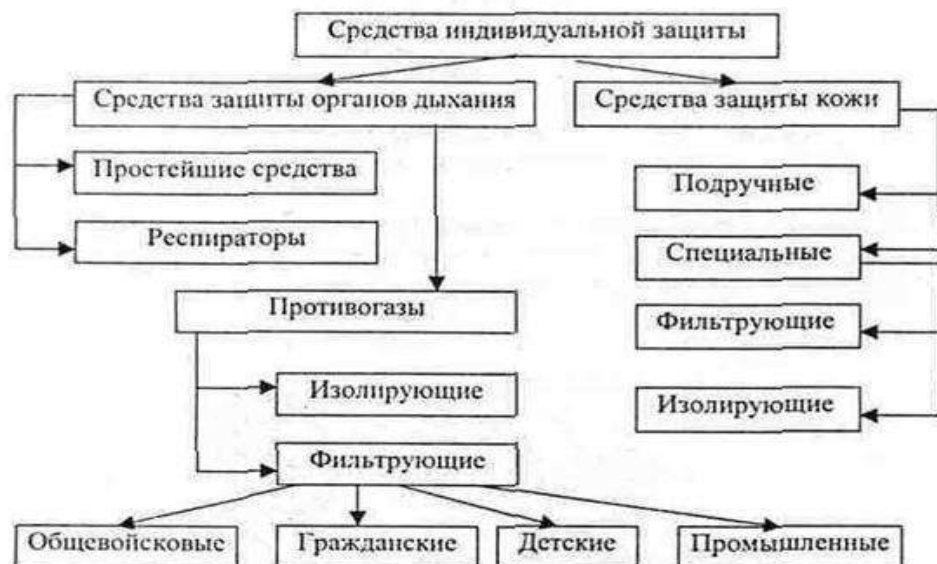 Средства индивидуальной защиты
Средства защиты органов дыхания
Средства защиты кожи
Простейшие средства
Подручные
Респираторы
Специальные
Противогазы
Фильтрующие
Изолирующие
Изолирующие
Фильтрующие
Общевойсковые
Гражданские
Детские
Промышленные